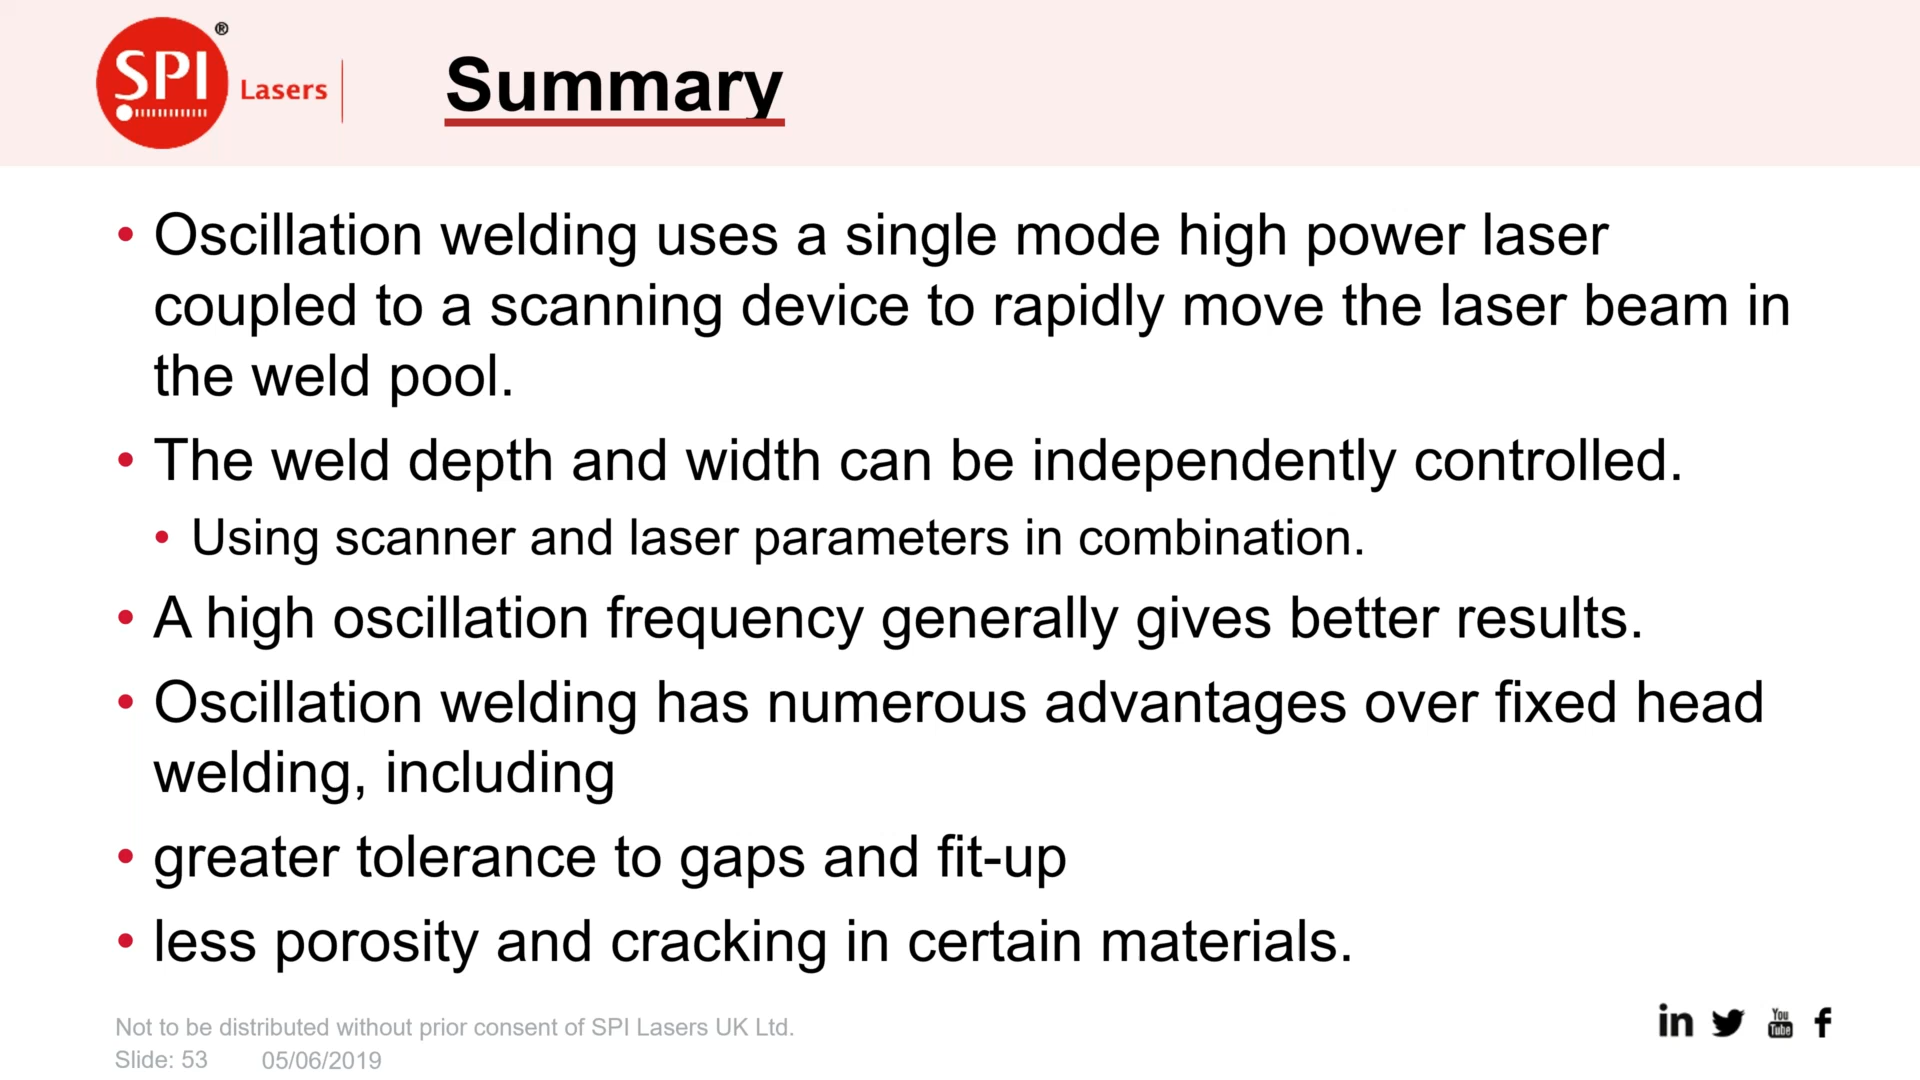 SPI®
Lasers
Summary
• Oscillation welding uses a single mode high power laser
coupled to a scanning device to rapidly move the laser beam in
the weld pool.
• The weld depth and width can be independently controlled.
• Using scanner and laser parameters in combination.
• A high oscillation frequency generally gives better results.
• Oscillation welding has numerous advantages over fixed head
welding, including
• greater tolerance to gaps and fit-up
• less porosity and cracking in certain materials.
Not to be distributed without prior consent of SPI Lasers UK Ltd.
Slide: 53 05/06/2019
in You Tube f